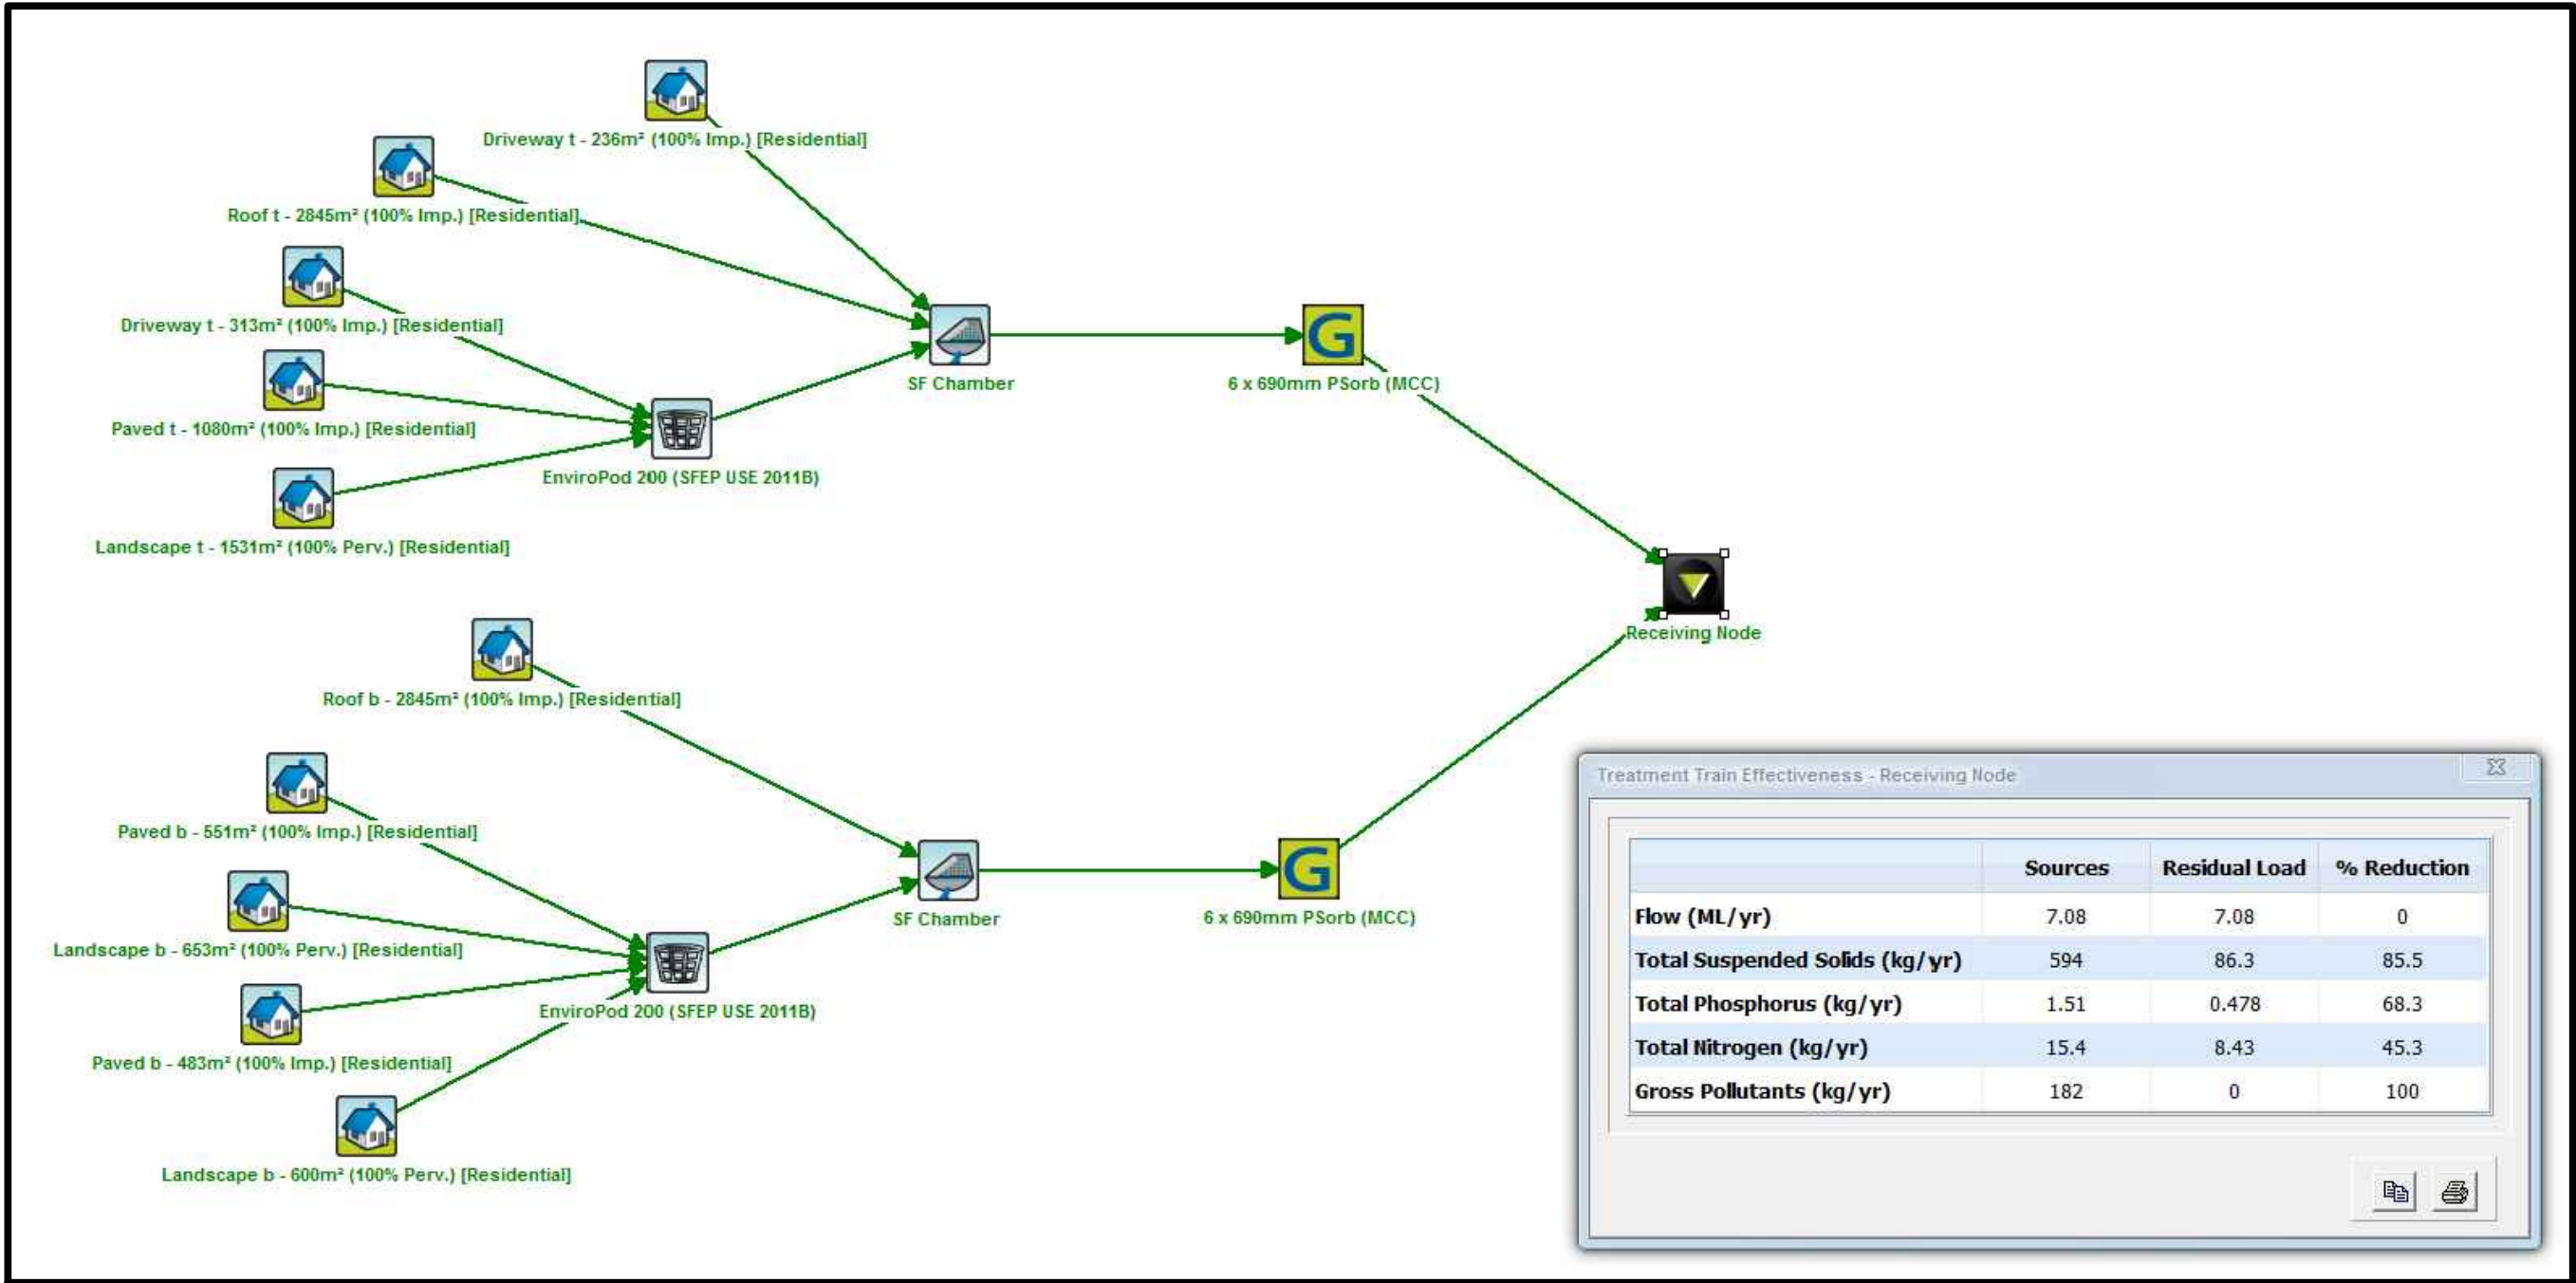 Driveway t - 236m² (100% Imp.) [Residential]
Roof t - 2845m² (100% Imp.) [Residential]
Driveway t - 313m² (100% Imp.) [Residential]
SF Chamber
6 x 690mm PSorb (MCC)
Paved t - 1080m² (100% Imp.) [Residential]
EnviroPod 200 (SFEP USE 2011B)
Landscape t - 1531m² (100% Perv.) [Residential]
Receiving Node
Roof b - 2845m² (100% Imp.) [Residential]
Paved b - 551m² (100% Imp.) [Residential]
SF Chamber
6 x 690mm PSorb (MCC)
Landscape b - 653m² (100% Perv.) [Residential]
EnviroPod 200 (SFEP USE 2011B)
Paved b - 483m² (100% Imp.) [Residential]
Landscape b - 600m² (100% Perv.) [Residential]
Treatment Train Effectiveness - Receiving Node
Sources Residual Load % Reduction
Flow (ML/yr) 7.08 7.08 0
Total Suspended Solids (kg/yr) 594 86.3 85.5
Total Phosphorus (kg/yr) 1.51 0.478 68.3
Total Nitrogen (kg/yr) 15.4 8.43 45.3
Gross Pollutants (kg/yr) 182 0 100
G
G